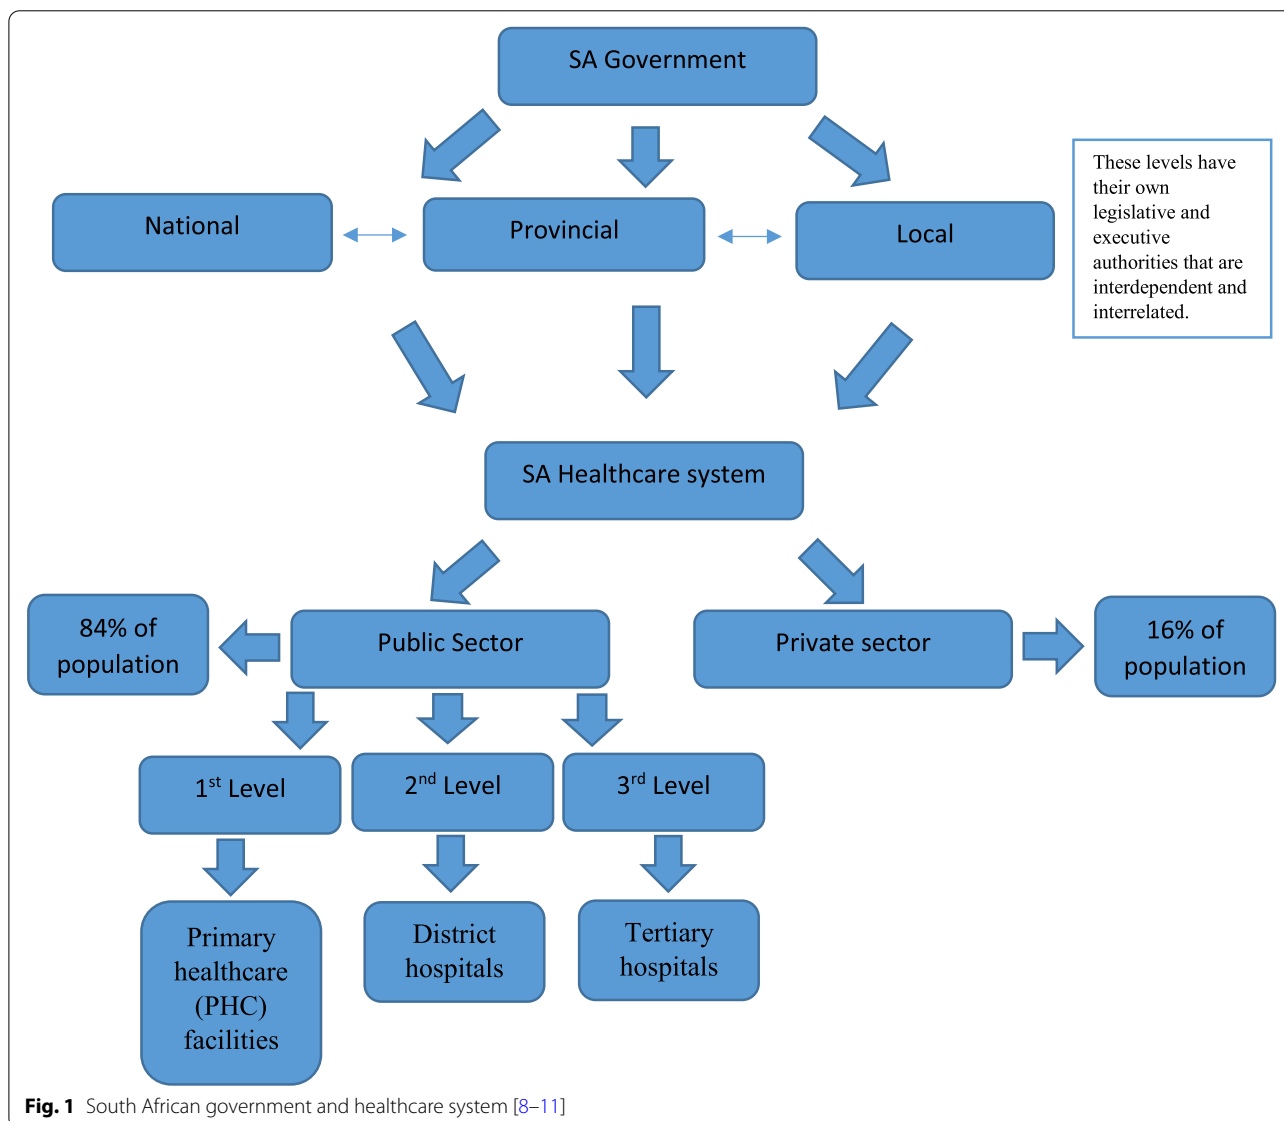 SA Government
National
Provincial
Local
These levels have
their own
legislative and
executive
authorities that are
interdependent and
interrelated.
SA Healthcare system
84% of
population
Public Sector
Private sector
16% of
population
1st Level
2nd Level
3rd Level
Primary
healthcare
(PHC)
facilities
District
hospitals
Tertiary
hospitals
Fig. 1 South African government and healthcare system [8–11]